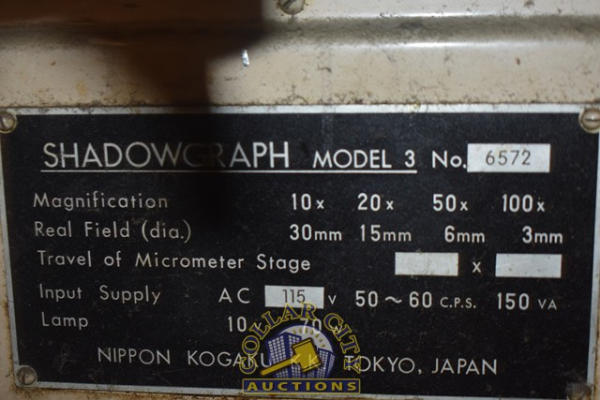 SHADOWGRAPH MODEL 3 No. 6572
Magnification 10x 20x 50x 100x
Real Field (dia.) 30mm 15mm 6mm 3mm
Travel of Micrometer Stage x
Input Supply AC 115 V 50~60 C.P.S. 150 VA
Lamp 10
NIPPON KOGAKU K TOKYO, JAPAN
COLLAR CITY
AUCTIONS